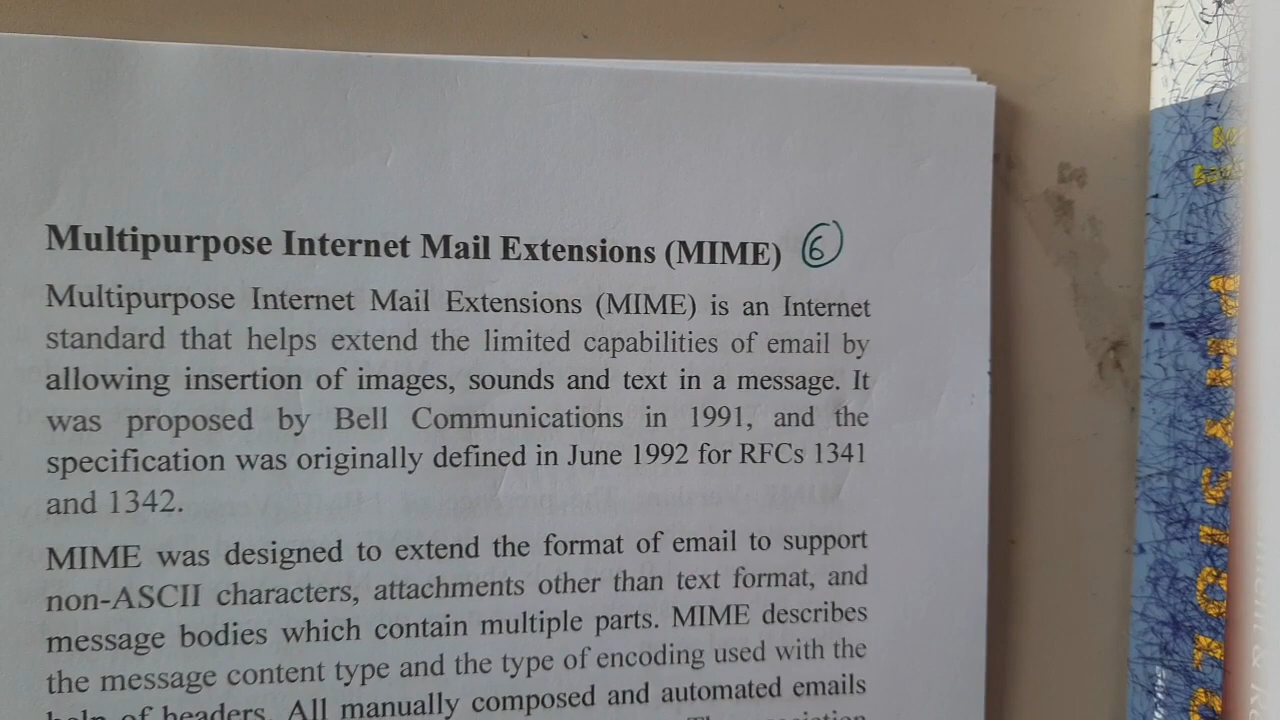 Multipurpose Internet Mail Extensions (MIME) 6
Multipurpose Internet Mail Extensions (MIME) is an Internet
standard that helps extend the limited capabilities of email by
allowing insertion of images, sounds and text in a message. It
was proposed by Bell Communications in 1991, and the
specification was originally defined in June 1992 for RFCs 1341
and 1342.
MIME was designed to extend the format of email to support
non-ASCII characters, attachments other than text format, and
message bodies which contain multiple parts. MIME describes
the message content type and the type of encoding used with the
help of headers. All manually composed and automated emails